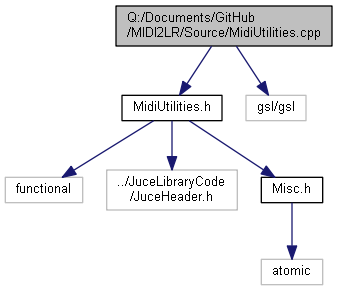 Q:/Documents/GitHub
/MIDI2LR/Source/MidiUtilities.cpp
MidiUtilities.h
gsl/gsl
functional
../JuceLibraryCode
/JuceHeader.h
Misc.h
atomic